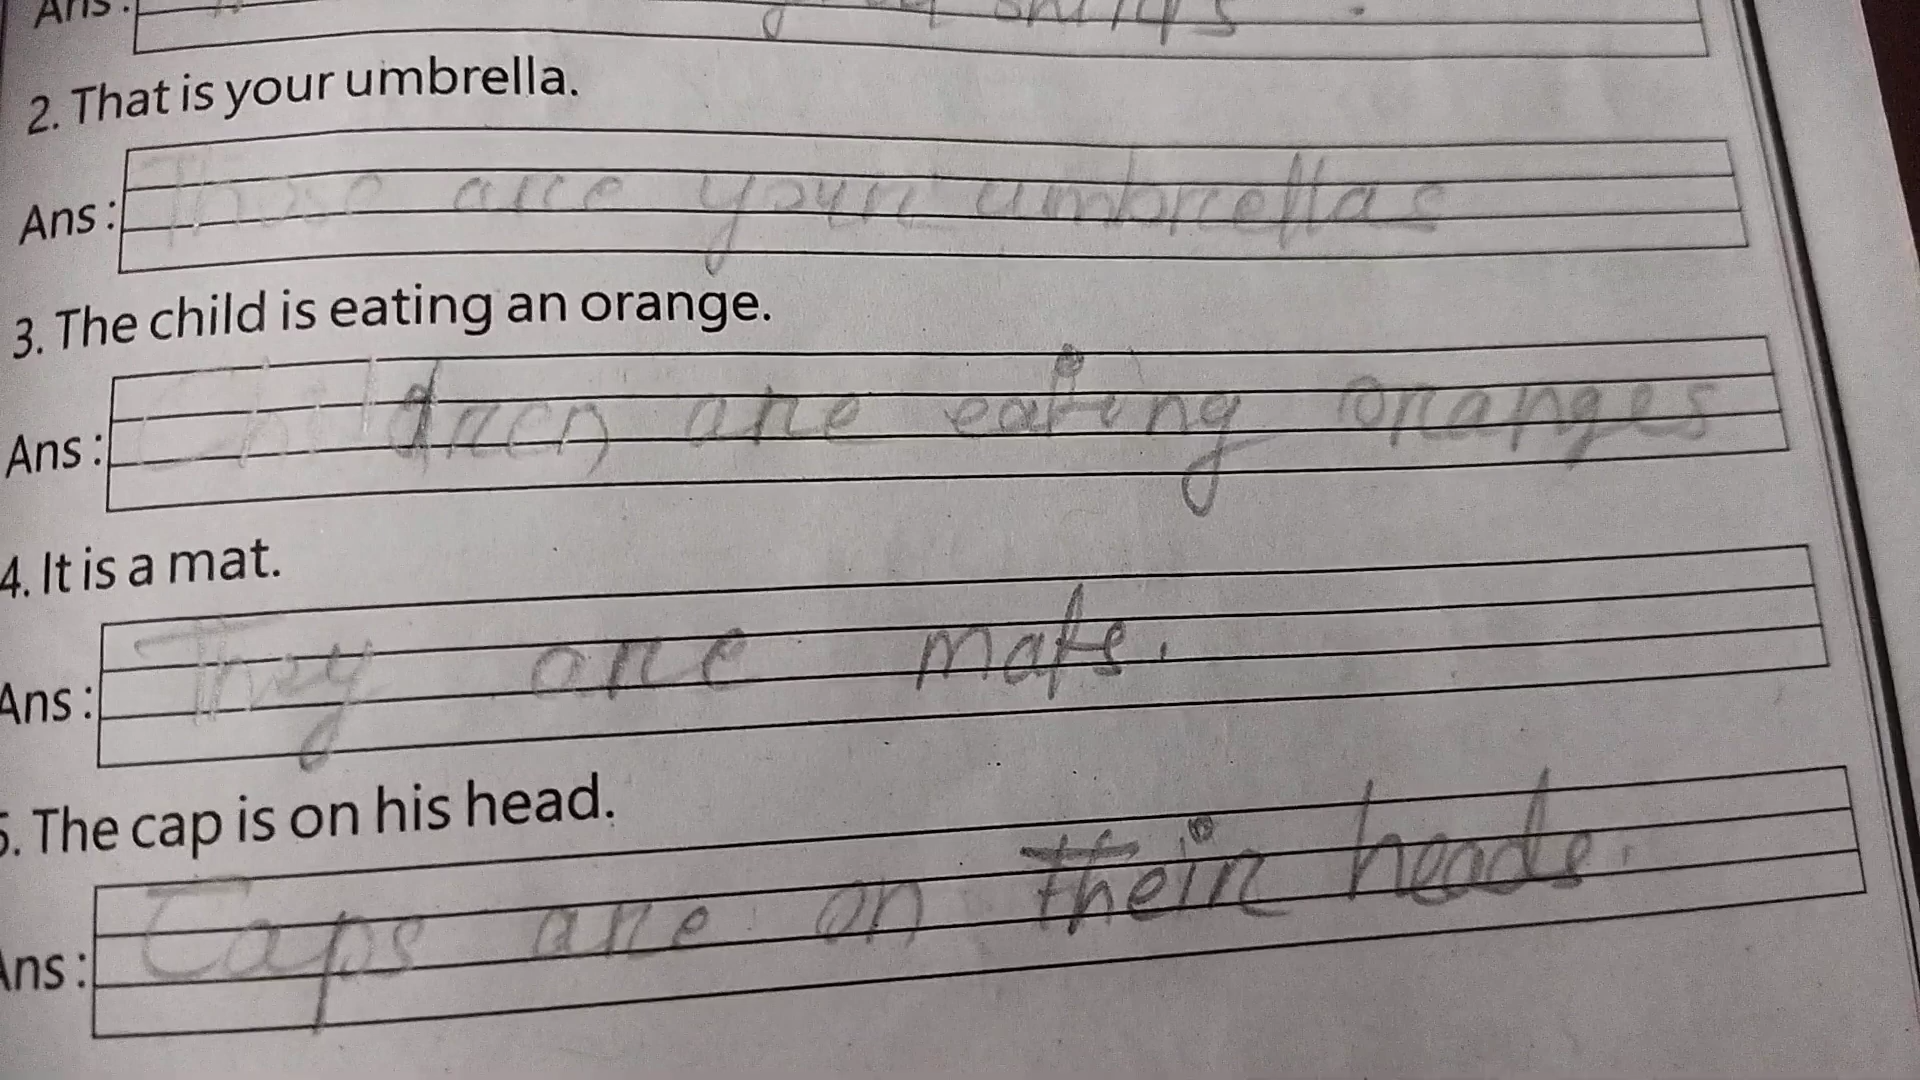 Ans :
2. That is your umbrella.
Ans : Those are your umbrellas
3. The child is eating an orange.
Ans : Children are eating oranges
4. It is a mat.
Ans : They are mats.
5. The cap is on his head.
Ans : Caps are on their heads.